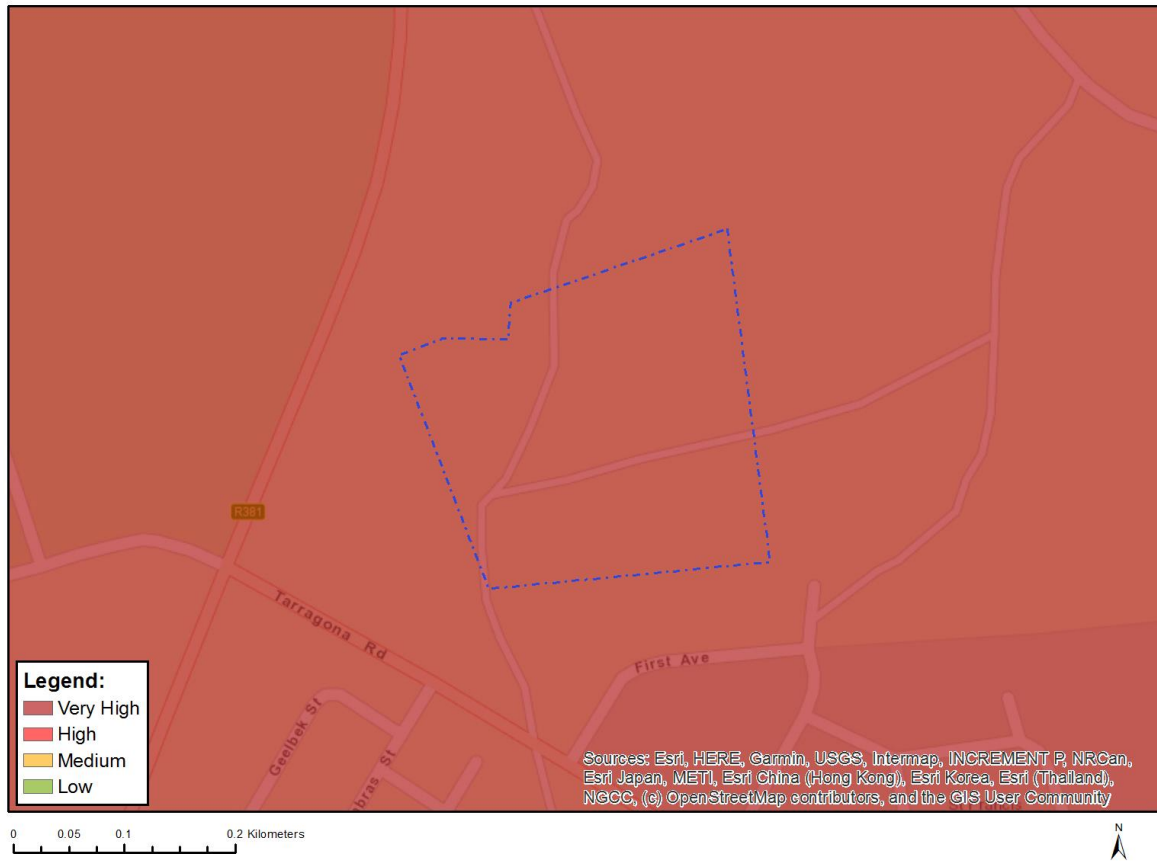 R381
Tarragona Rd
First Ave
Geelbek St
Legend:
Very High
High
Medium
Low
Sources: Esri, HERE, Garmin, USGS, Intermap, INCREMENT P, NRCan,
Esri Japan, METI, Esri China (Hong Kong), Esri Korea, Esri (Thailand),
NGCC, (c) OpenStreetMap contributors, and the GIS User Community
St Francis
0 0.05 0.1 0.2 Kilometers
N